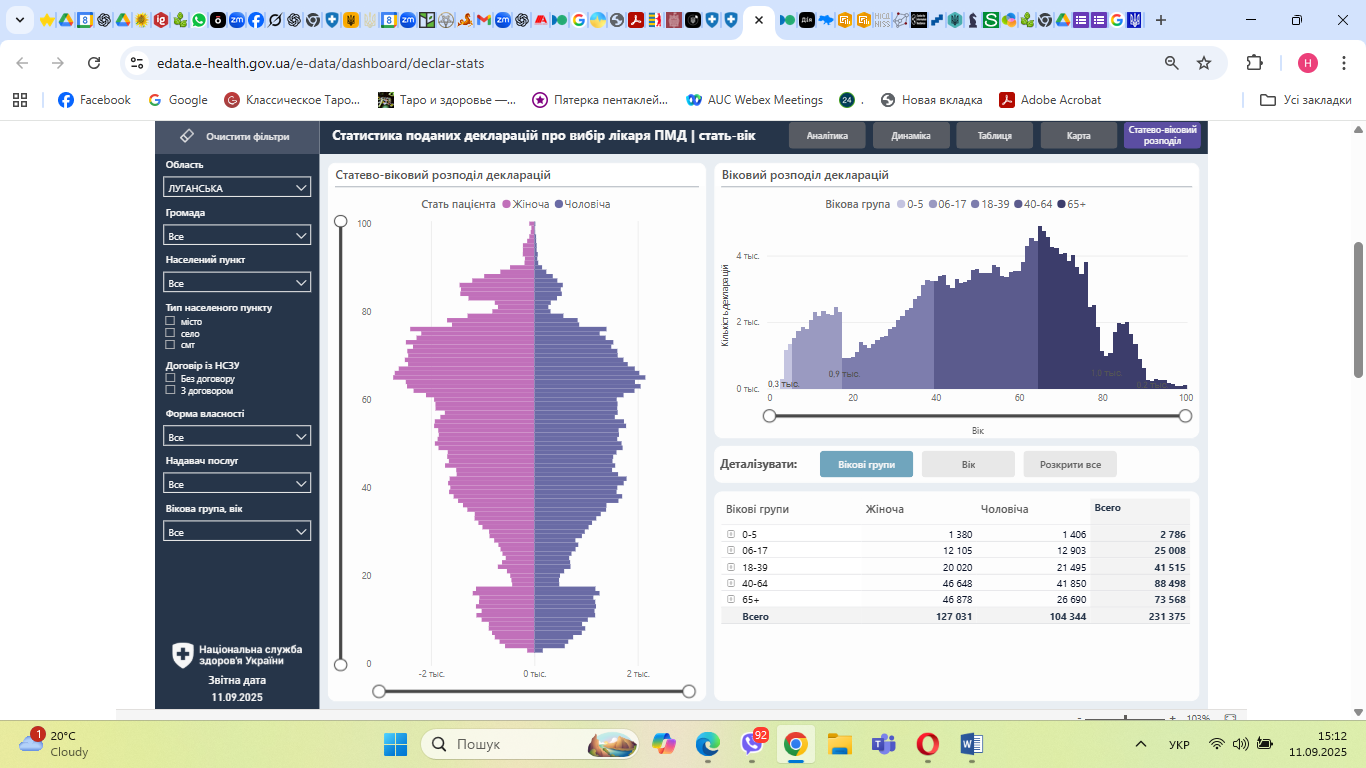 edata.e-health.gov.ua/e-data/dashboard/declar-stats
H
Facebook
Google
Классическое Таро...
Таро и здоровье —...
Пятерка пентаклей...
AUC Webex Meetings
24 .
Новая вкладка
Adobe Acrobat
Усі закладки
Очистити фільтри
Статистика поданих декларацій про вибір лікаря ПМД | стать-вік
Аналітика
Динаміка
Таблиця
Карта
Статево-віковий
розподіл
Область
ЛУГАНСЬКА
Громада
Все
Населений пункт
Все
Тип населеного пункту
місто
село
смт
Договір із НСЗУ
Без договору
З договором
Форма власності
Все
Надавач послуг
Все
Вікова група, вік
Все
Національна служба
здоров'я України
Звітна дата
11.09.2025
Статево-віковий розподіл декларацій
Стать пацієнта Жіноча Чоловіча
100
80
60
40
20
0
-2 тис. 0 тис. 2 тис.
Віковий розподіл декларацій
Вікова група 0-5 06-17 18-39 40-64 65+
Кількість декларацій
4 тис.
2 тис.
0 тис.
0.3 тис.
0.9 тис.
1.0 тис.
0 20 40 60 80 100
Вік
Деталізувати:
Вікові групи
Вік
Розкрити все
Вікові групи Жіноча Чоловіча Всего
0-5 1 380 1 406 2 786
06-17 12 105 12 903 25 008
18-39 20 020 21 495 41 515
40-64 46 648 41 850 88 498
65+ 46 878 26 690 73 568
Всего 127 031 104 344 231 375
- + 103%
1
20°C
Cloudy
Пошук
92
УКР
15:12
11.09.2025